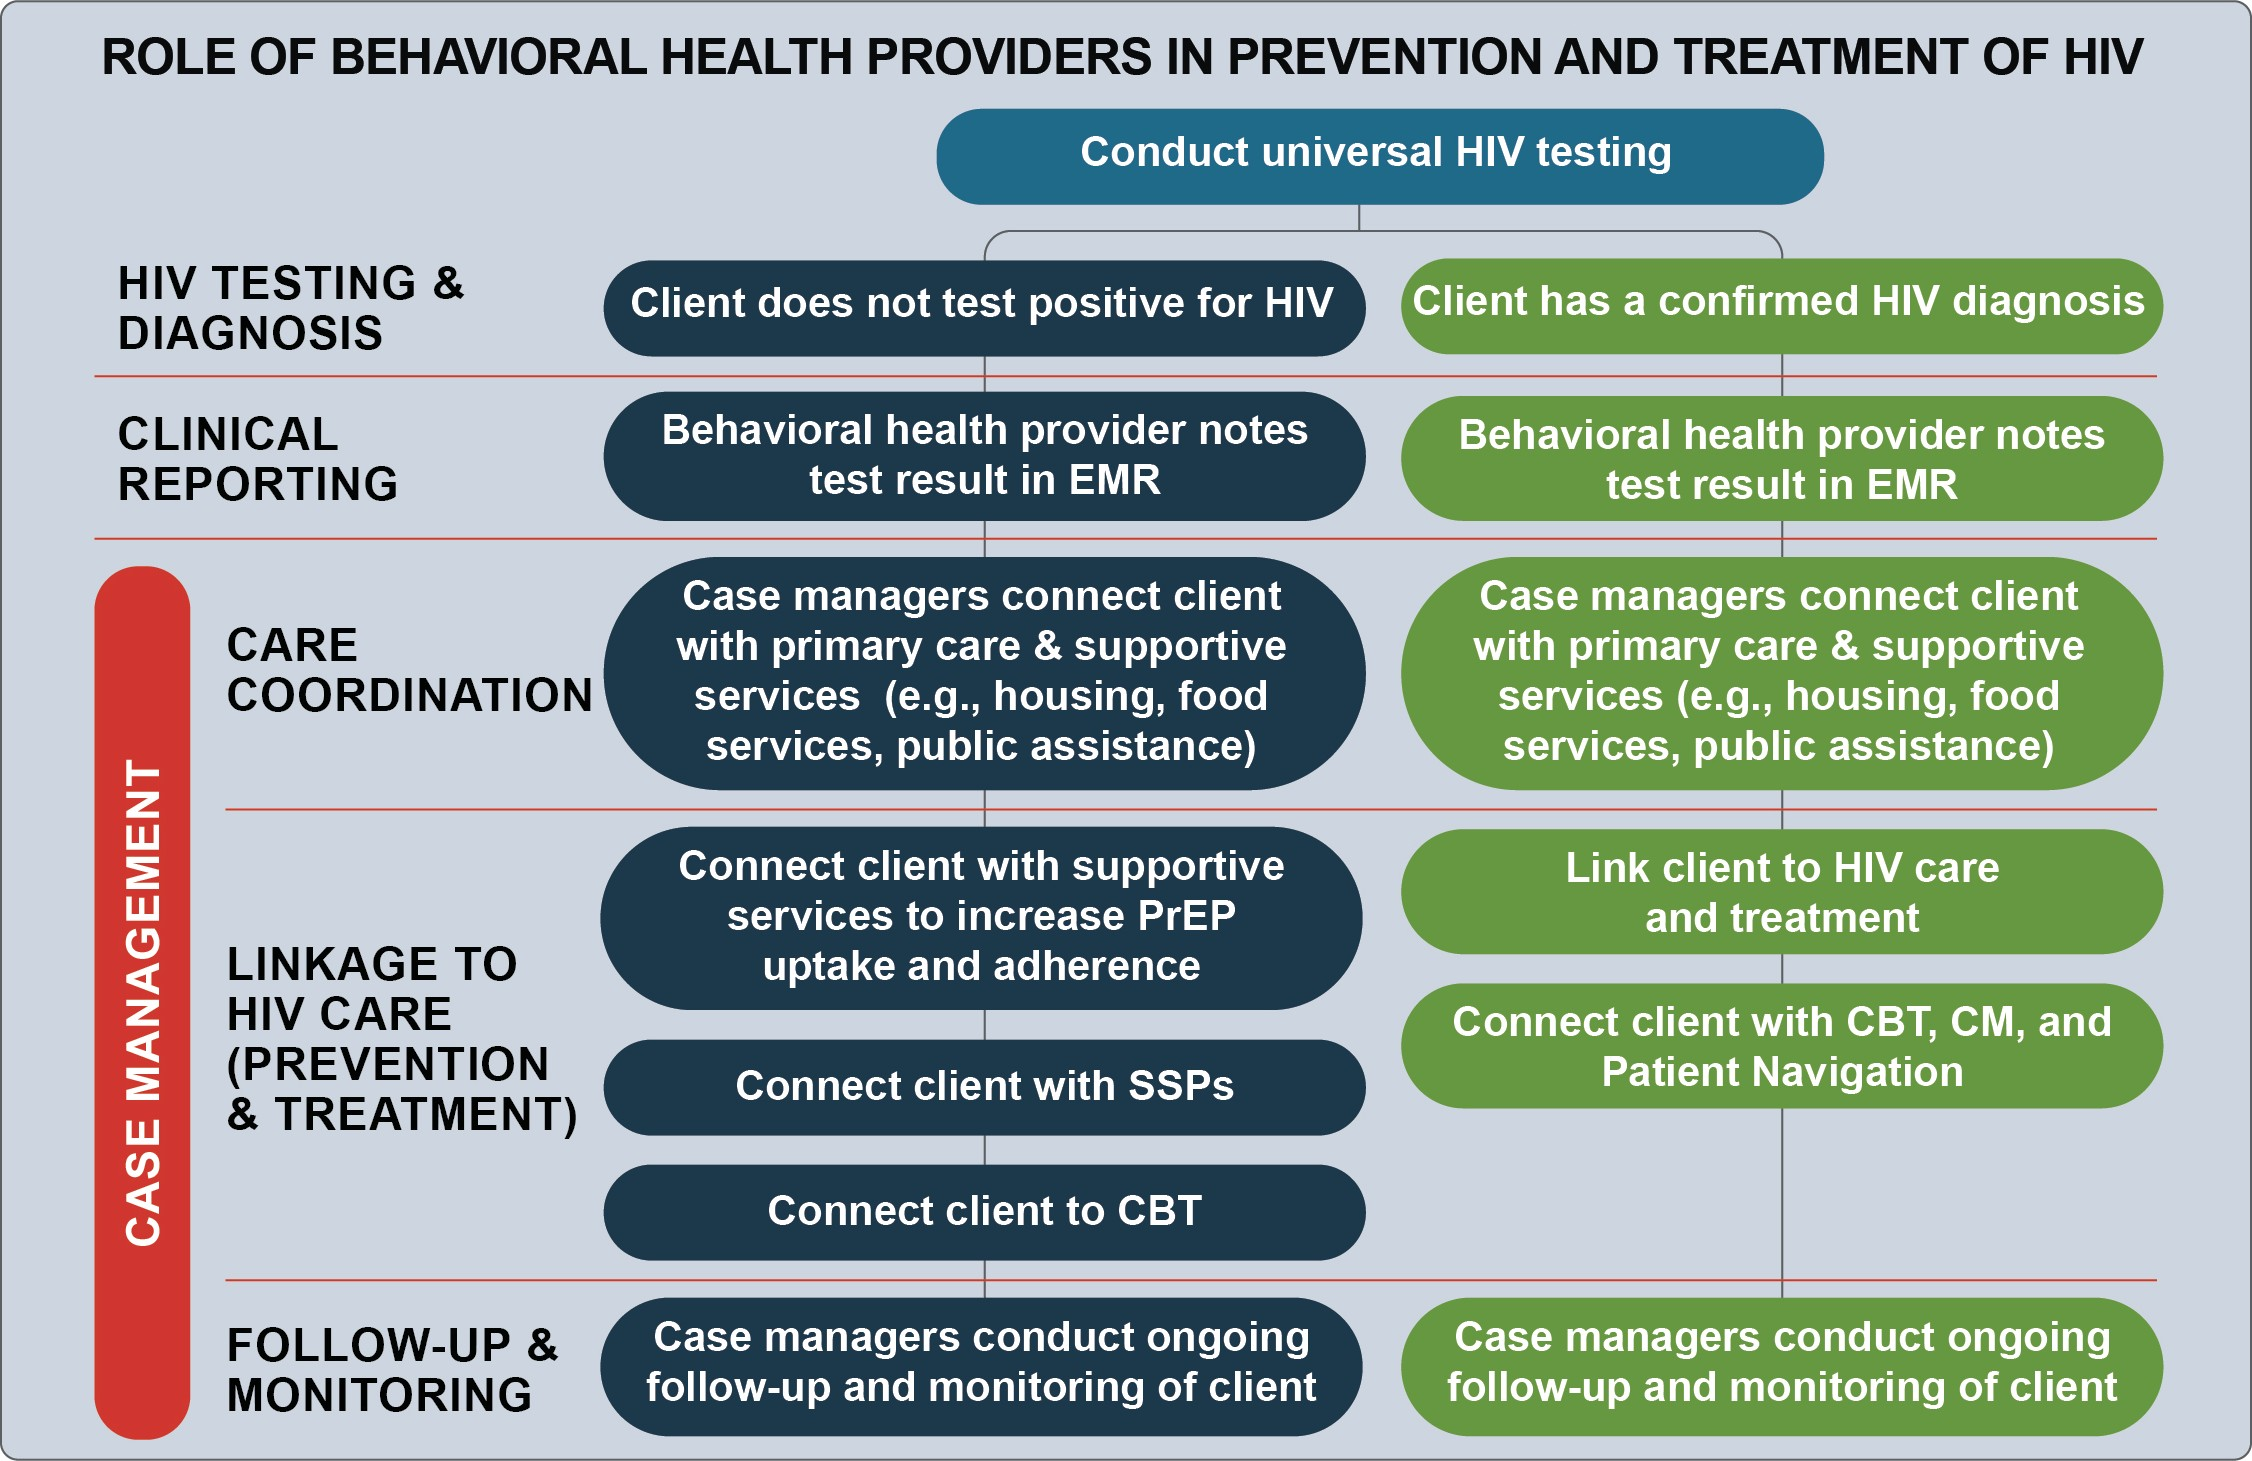 ROLE OF BEHAVIORAL HEALTH PROVIDERS IN PREVENTION AND TREATMENT OF HIV
Conduct universal HIV testing
HIV TESTING &
DIAGNOSIS
Client does not test positive for HIV
Client has a confirmed HIV diagnosis
CLINICAL
REPORTING
Behavioral health provider notes
test result in EMR
Behavioral health provider notes
test result in EMR
CASE MANAGEMENT
CARE
COORDINATION
Case managers connect client
with primary care & supportive
services (e.g., housing, food
services, public assistance)
Case managers connect client
with primary care & supportive
services (e.g., housing, food
services, public assistance)
LINKAGE TO
HIV CARE
(PREVENTION
& TREATMENT)
Connect client with supportive
services to increase PrEP
uptake and adherence
Connect client with SSPs
Connect client to CBT
Link client to HIV care
and treatment
Connect client with CBT, CM, and
Patient Navigation
FOLLOW-UP &
MONITORING
Case managers conduct ongoing
follow-up and monitoring of client
Case managers conduct ongoing
follow-up and monitoring of client